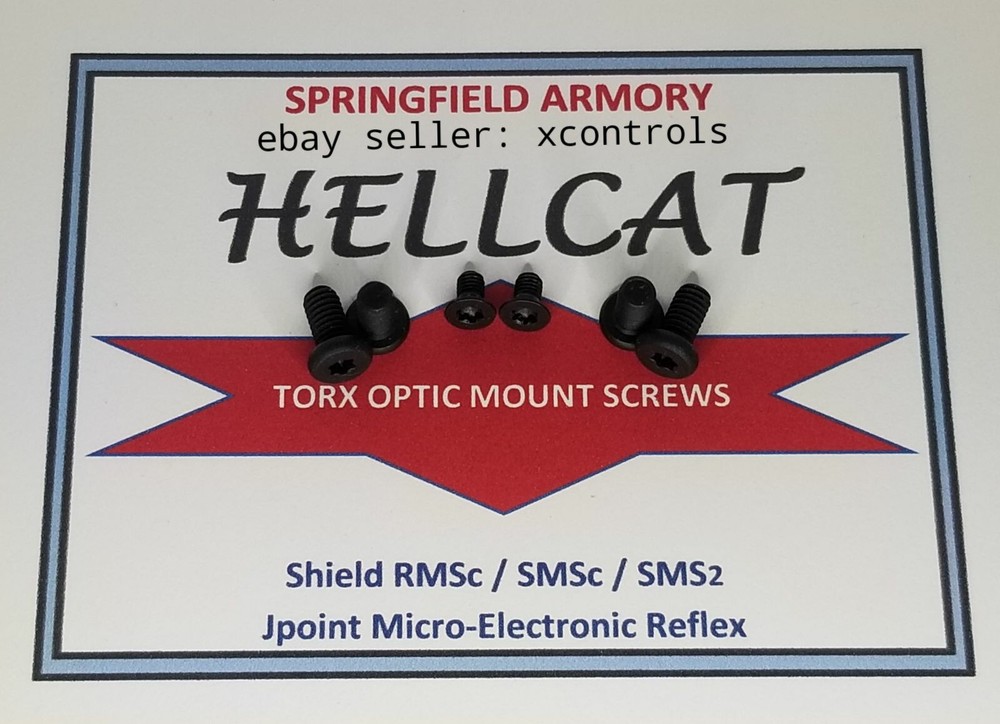 SPRINGFIELD ARMORY
ebay seller: xcontrols
HELLCAT
TORX OPTIC MOUNT SCREWS
Shield RMSc / SMSc / SMS2
Jpoint Micro-Electronic Reflex